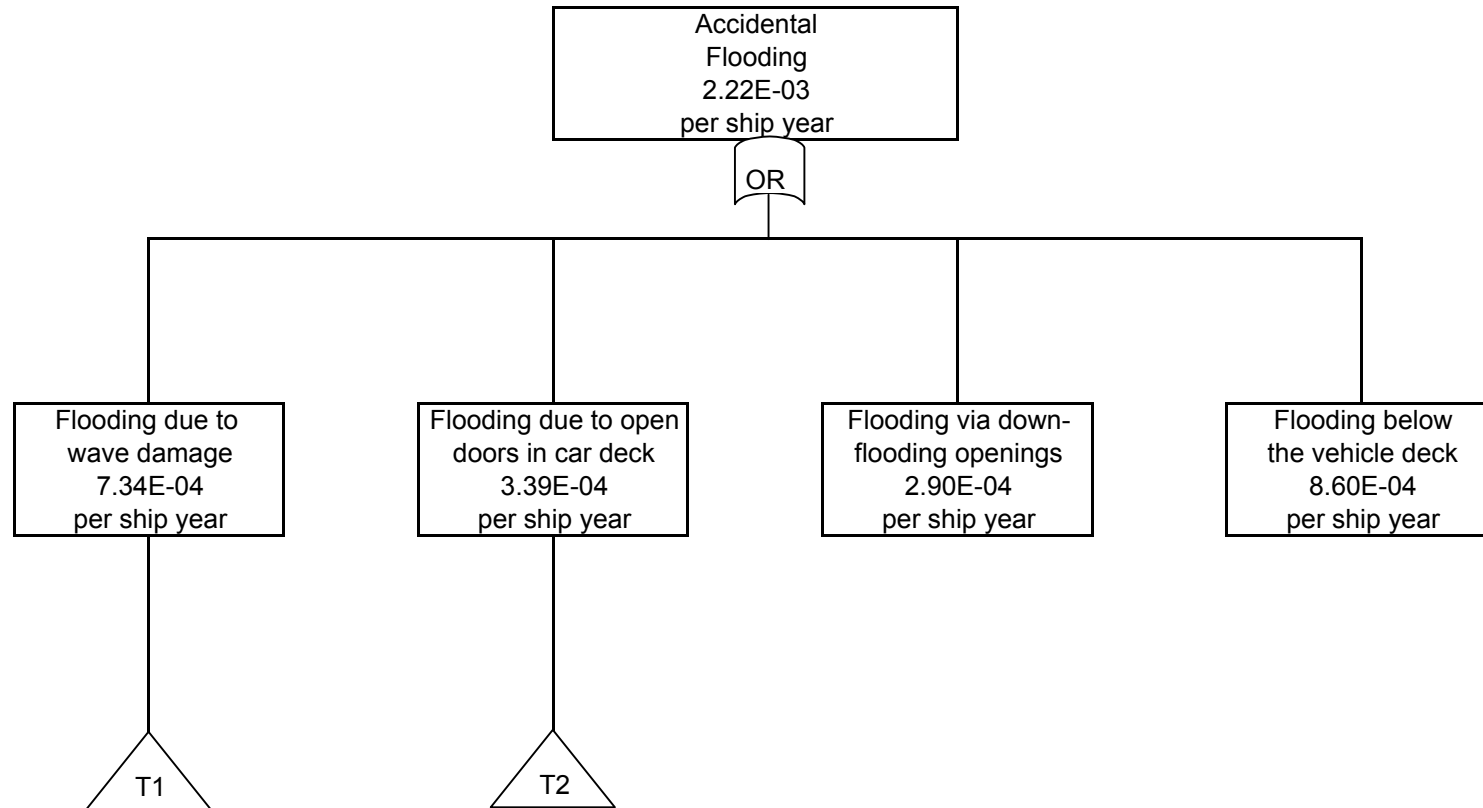 Accidental
Flooding
2.22E-03
per ship year
OR
Flooding due to
wave damage
7.34E-04
per ship year
Flooding due to open
doors in car deck
3.39E-04
per ship year
Flooding via down-
flooding openings
2.90E-04
per ship year
Flooding below
the vehicle deck
8.60E-04
per ship year
T1
T2